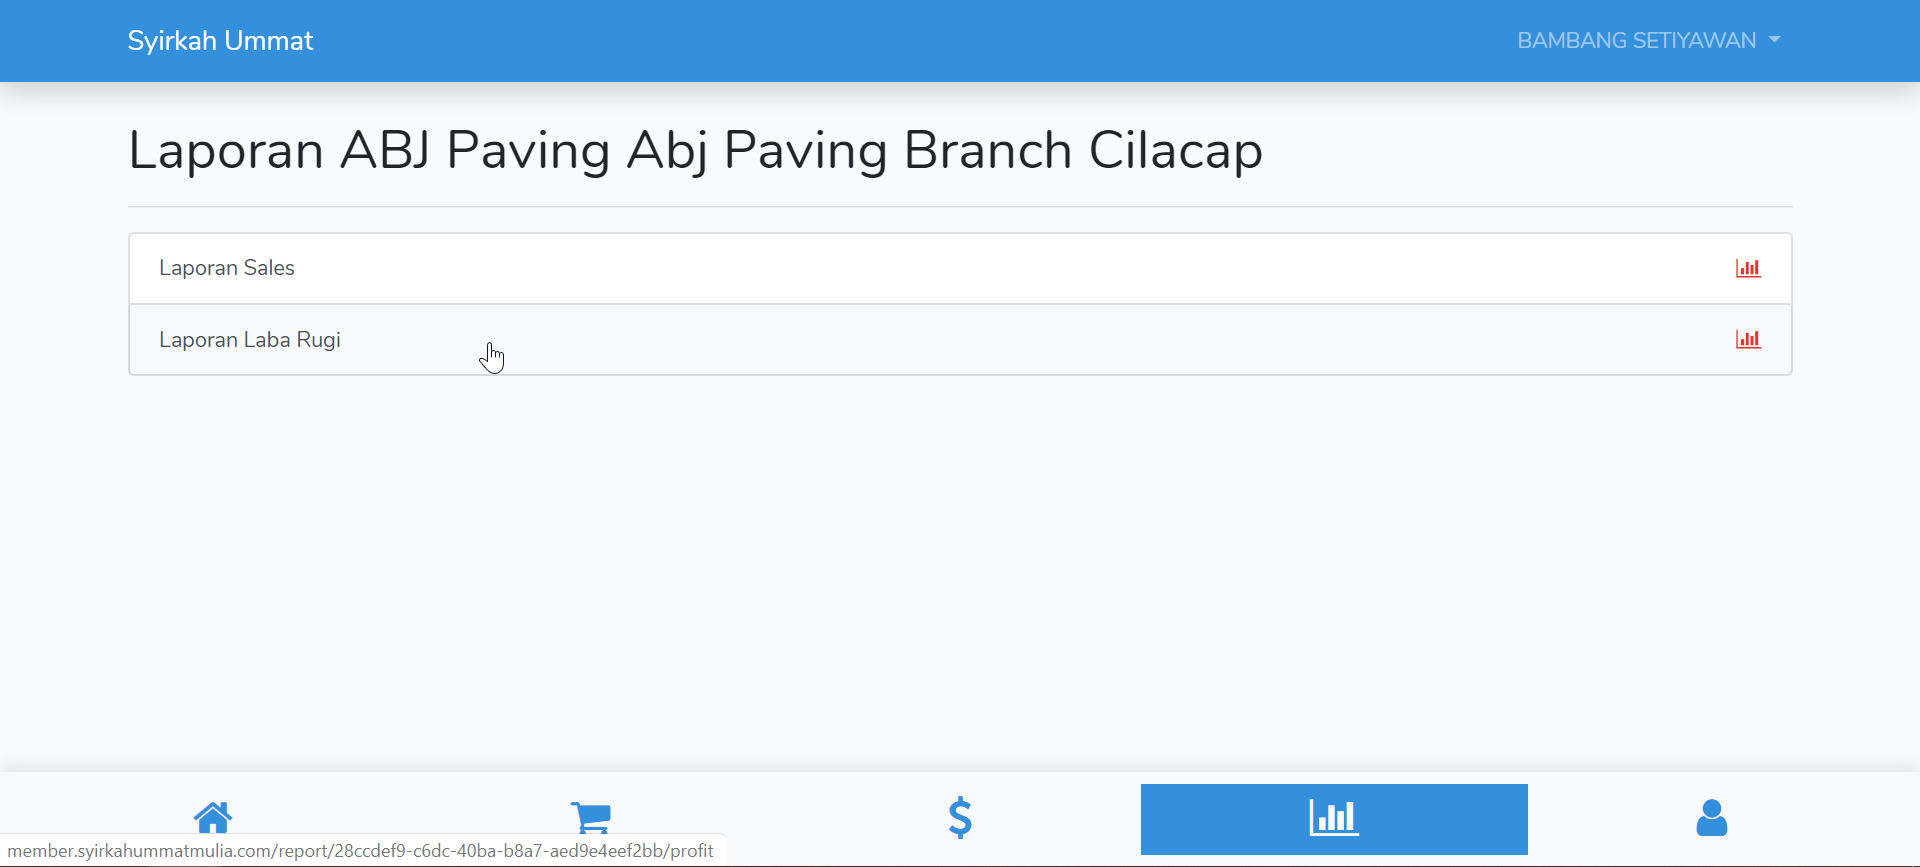 Syirkah Ummat
BAMBANG SETIYAWAN
Laporan ABJ Paving Abj Paving Branch Cilacap
Laporan Sales
Laporan Laba Rugi
member.syirkahummatmulia.com/report/28ccdef9-c6dc-40ba-b8a7-aed9e4eef2bb/profit